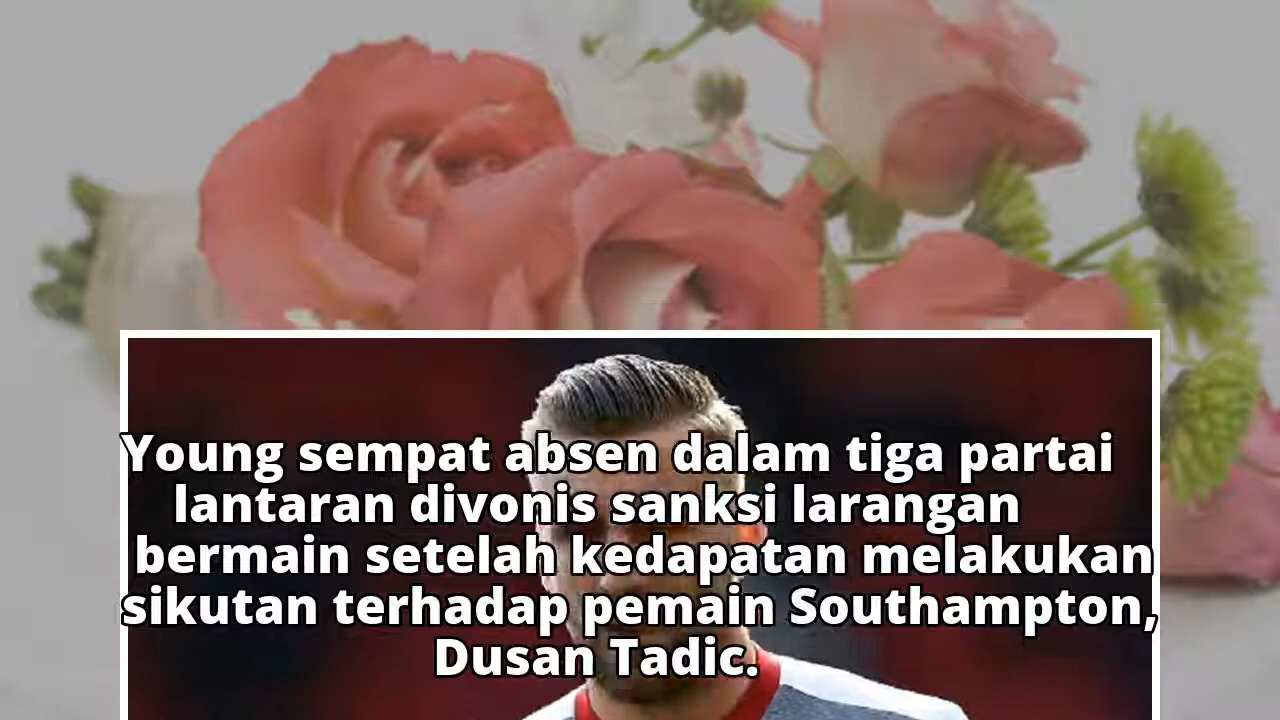 Young sempat absen dalam tiga partai
lantaran divonis sanksi larangan
bermain setelah kedapatan melakukan
sikutan terhadap pemain Southampton,
Dusan Tadic.